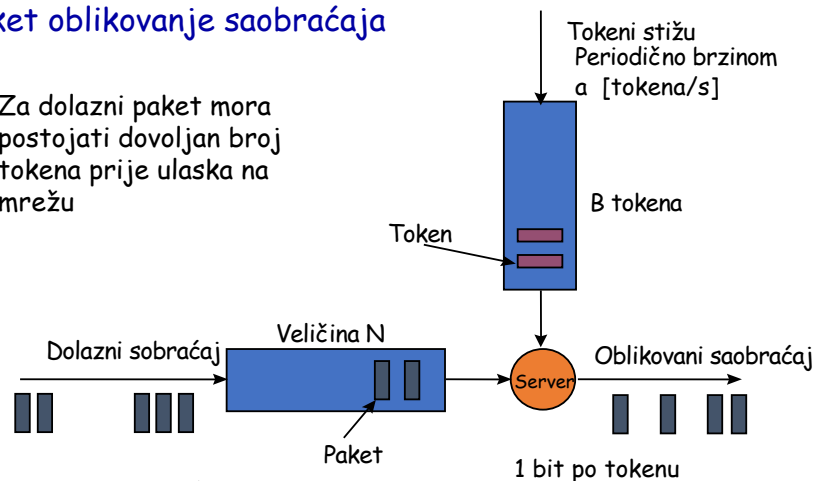 ket oblikovanje saobraćaja
Tokeni stižu
Periodično brzinom
a [tokena/s]
Za dolazni paket mora
postojati dovoljan broj
tokena prije ulaska na
mrežu
B tokena
Token
Veličina N
Dolazni sobraćaj
Server
Oblikovani saobraćaj
Paket
1 bit po tokenu